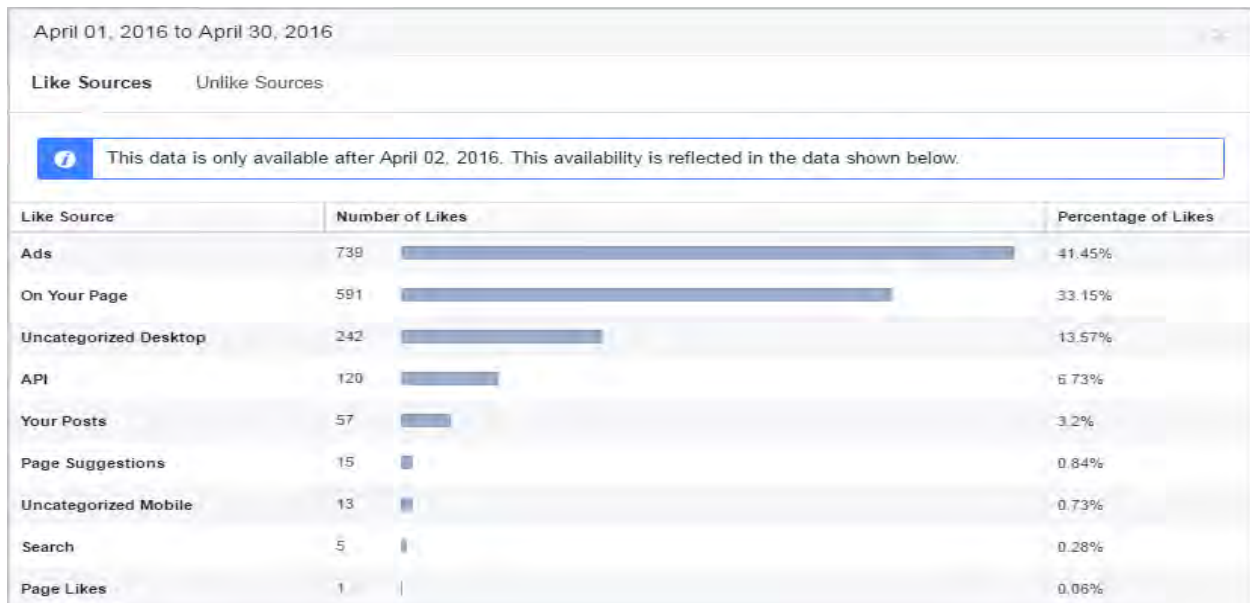 April 01, 2016 to April 30, 2016
Like Sources Unlike Sources
This data is only available after April 02, 2016. This availability is reflected in the data shown below.
Like Source Number of Likes Percentage of Likes
Ads 739 41.45%
On Your Page 591 33.15%
Uncategorized Desktop 242 13.57%
API 120 6.73%
Your Posts 57 3.2%
Page Suggestions 15 0.84%
Uncategorized Mobile 13 0.73%
Search 5 0.28%
Page Likes 1 0.06%